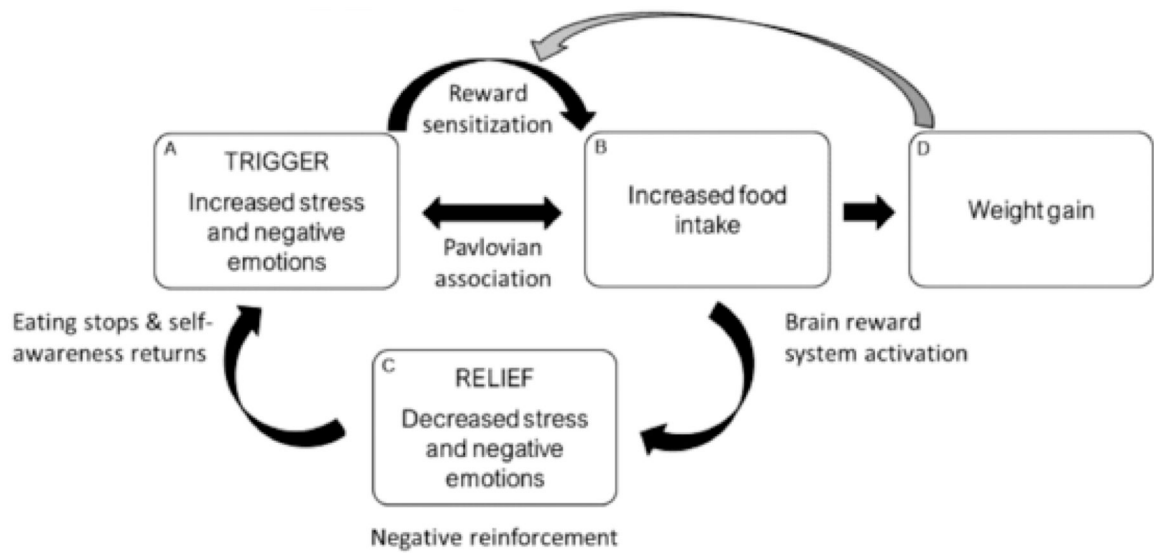 Reward
sensitization
A
TRIGGER
Increased stress
and negative
emotions
Pavlovian
association
B
Increased food
intake
D
Weight gain
Eating stops & self-
awareness returns
C
RELIEF
Decreased stress
and negative
emotions
Brain reward
system activation
Negative reinforcement